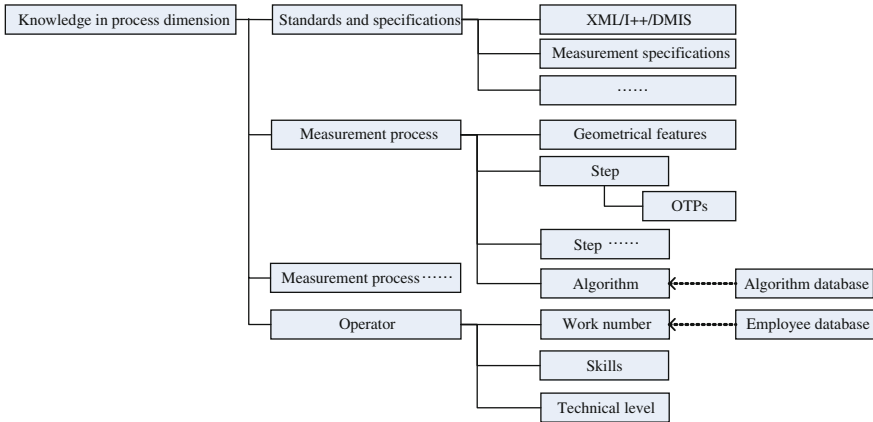 Knowledge in process dimension
Standards and specifications
XML/I++/DMIS
Measurement specifications
……
Measurement process
Geometrical features
Step
OTPs
Step ……
Measurement process……
Algorithm
Algorithm database
Operator
Work number
Employee database
Skills
Technical level